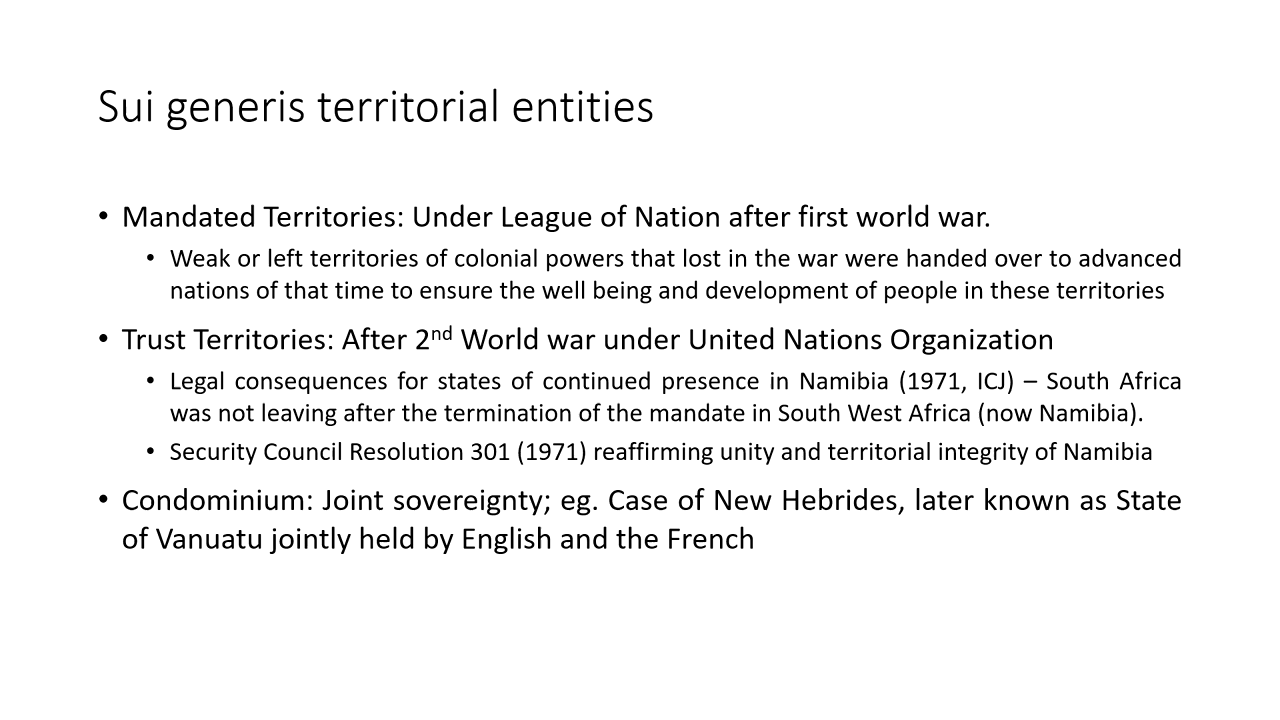 Sui generis territorial entities
• Mandated Territories: Under League of Nation after first world war.
• Weak or left territories of colonial powers that lost in the war were handed over to advanced
nations of that time to ensure the well being and development of people in these territories
• Trust Territories: After 2nd World war under United Nations Organization
• Legal consequences for states of continued presence in Namibia (1971, ICJ) – South Africa
was not leaving after the termination of the mandate in South West Africa (now Namibia).
• Security Council Resolution 301 (1971) reaffirming unity and territorial integrity of Namibia
• Condominium: Joint sovereignty; eg. Case of New Hebrides, later known as State
of Vanuatu jointly held by English and the French